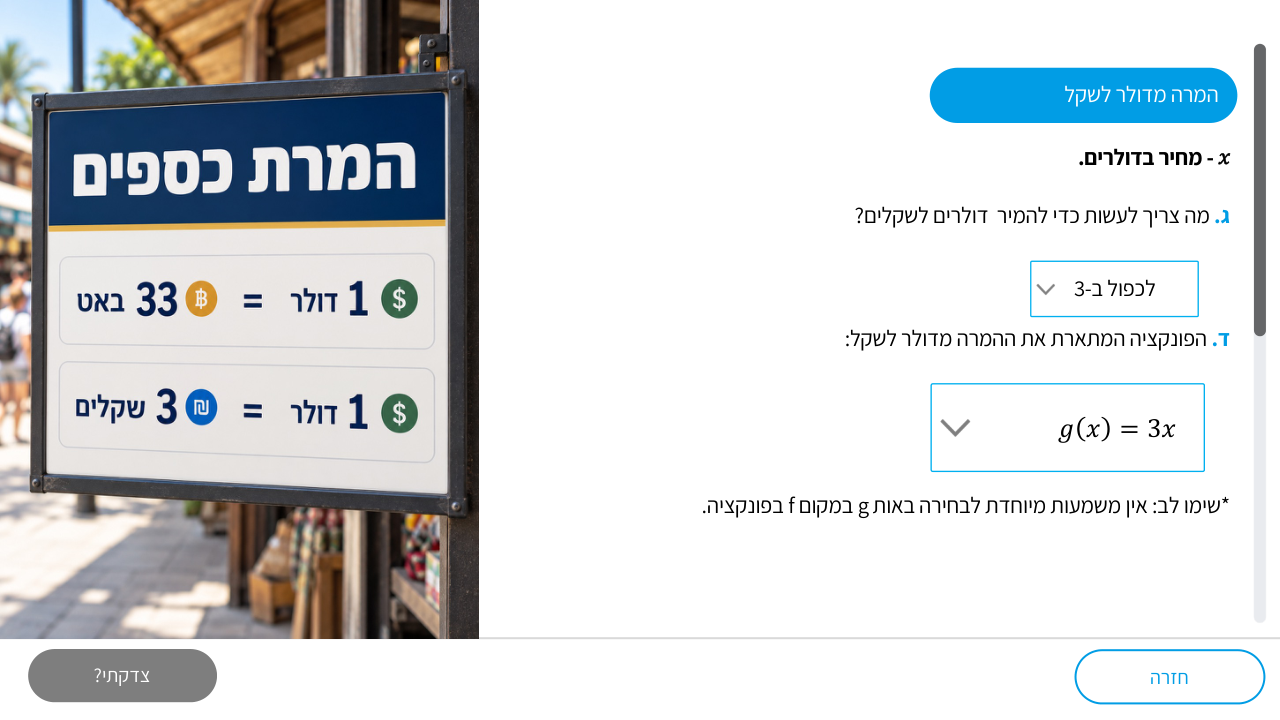 המרת כספים
$ 1 דולר = ฿ 33 באט
$ 1 דולר = ₪ 3 שקלים
המרה מדולר לשקל
x - מחיר בדולרים.
ג. מה צריך לעשות כדי להמיר דולרים לשקלים?
לכפול ב-3
ד. הפונקציה המתארת את ההמרה מדולר לשקל:
g(x) = 3x
*שימו לב: אין משמעות מיוחדת לבחירה באות g במקום f בפונקציה.
חזרה
צדקתי?